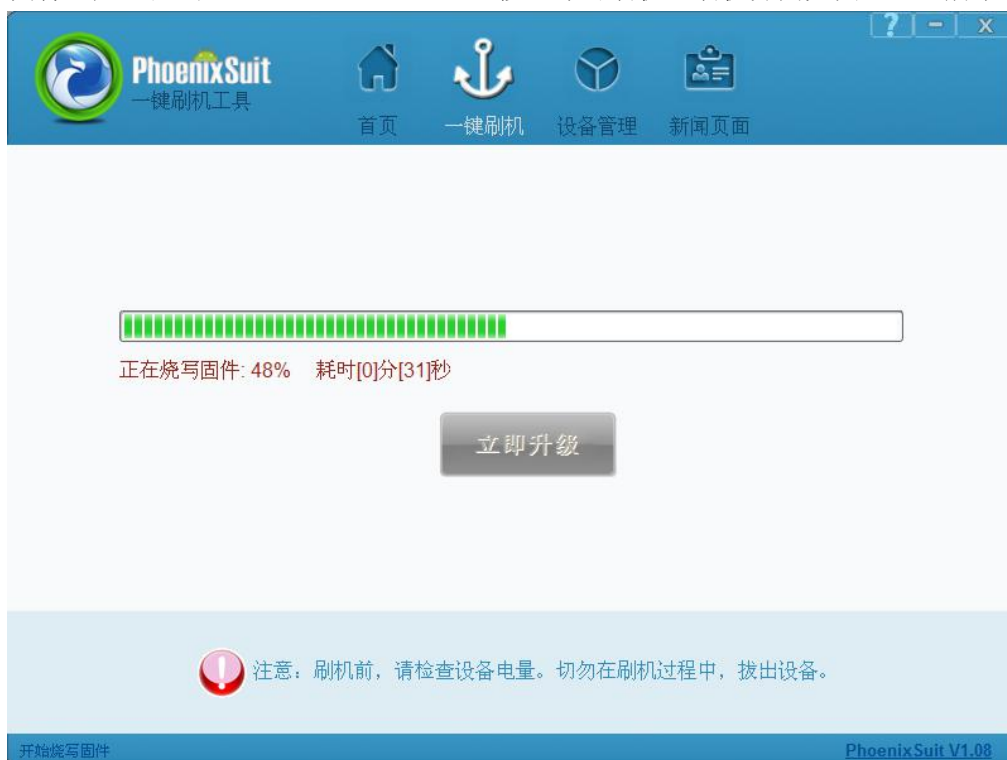 PhoenixSuit
一键刷机工具
首页
一键刷机
设备管理
新闻页面
正在烧写固件: 48% 耗时[0]分[31]秒
立即升级
注意：刷机前，请检查设备电量。切勿在刷机过程中，拔出设备。
开始烧写固件
PhoenixSuit V1.08